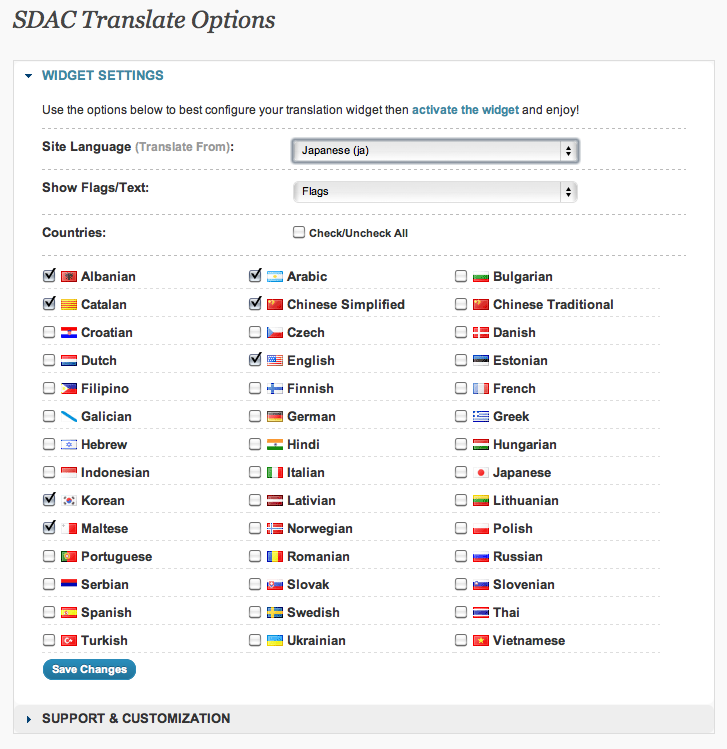 SDAC Translate Options
WIDGET SETTINGS
Use the options below to best configure your translation widget then activate the widget and enjoy!
Site Language (Translate From): Japanese (ja)
Show Flags/Text: Flags
Countries: Check/Uncheck All
Albanian Arabic Bulgarian
Catalan Chinese Simplified Chinese Traditional
Croatian Czech Danish
Dutch English Estonian
Filipino Finnish French
Galician German Greek
Hebrew Hindi Hungarian
Indonesian Italian Japanese
Korean Lativian Lithuanian
Maltese Norwegian Polish
Portuguese Romanian Russian
Serbian Slovak Slovenian
Spanish Swedish Thai
Turkish Ukrainian Vietnamese
Save Changes
SUPPORT & CUSTOMIZATION